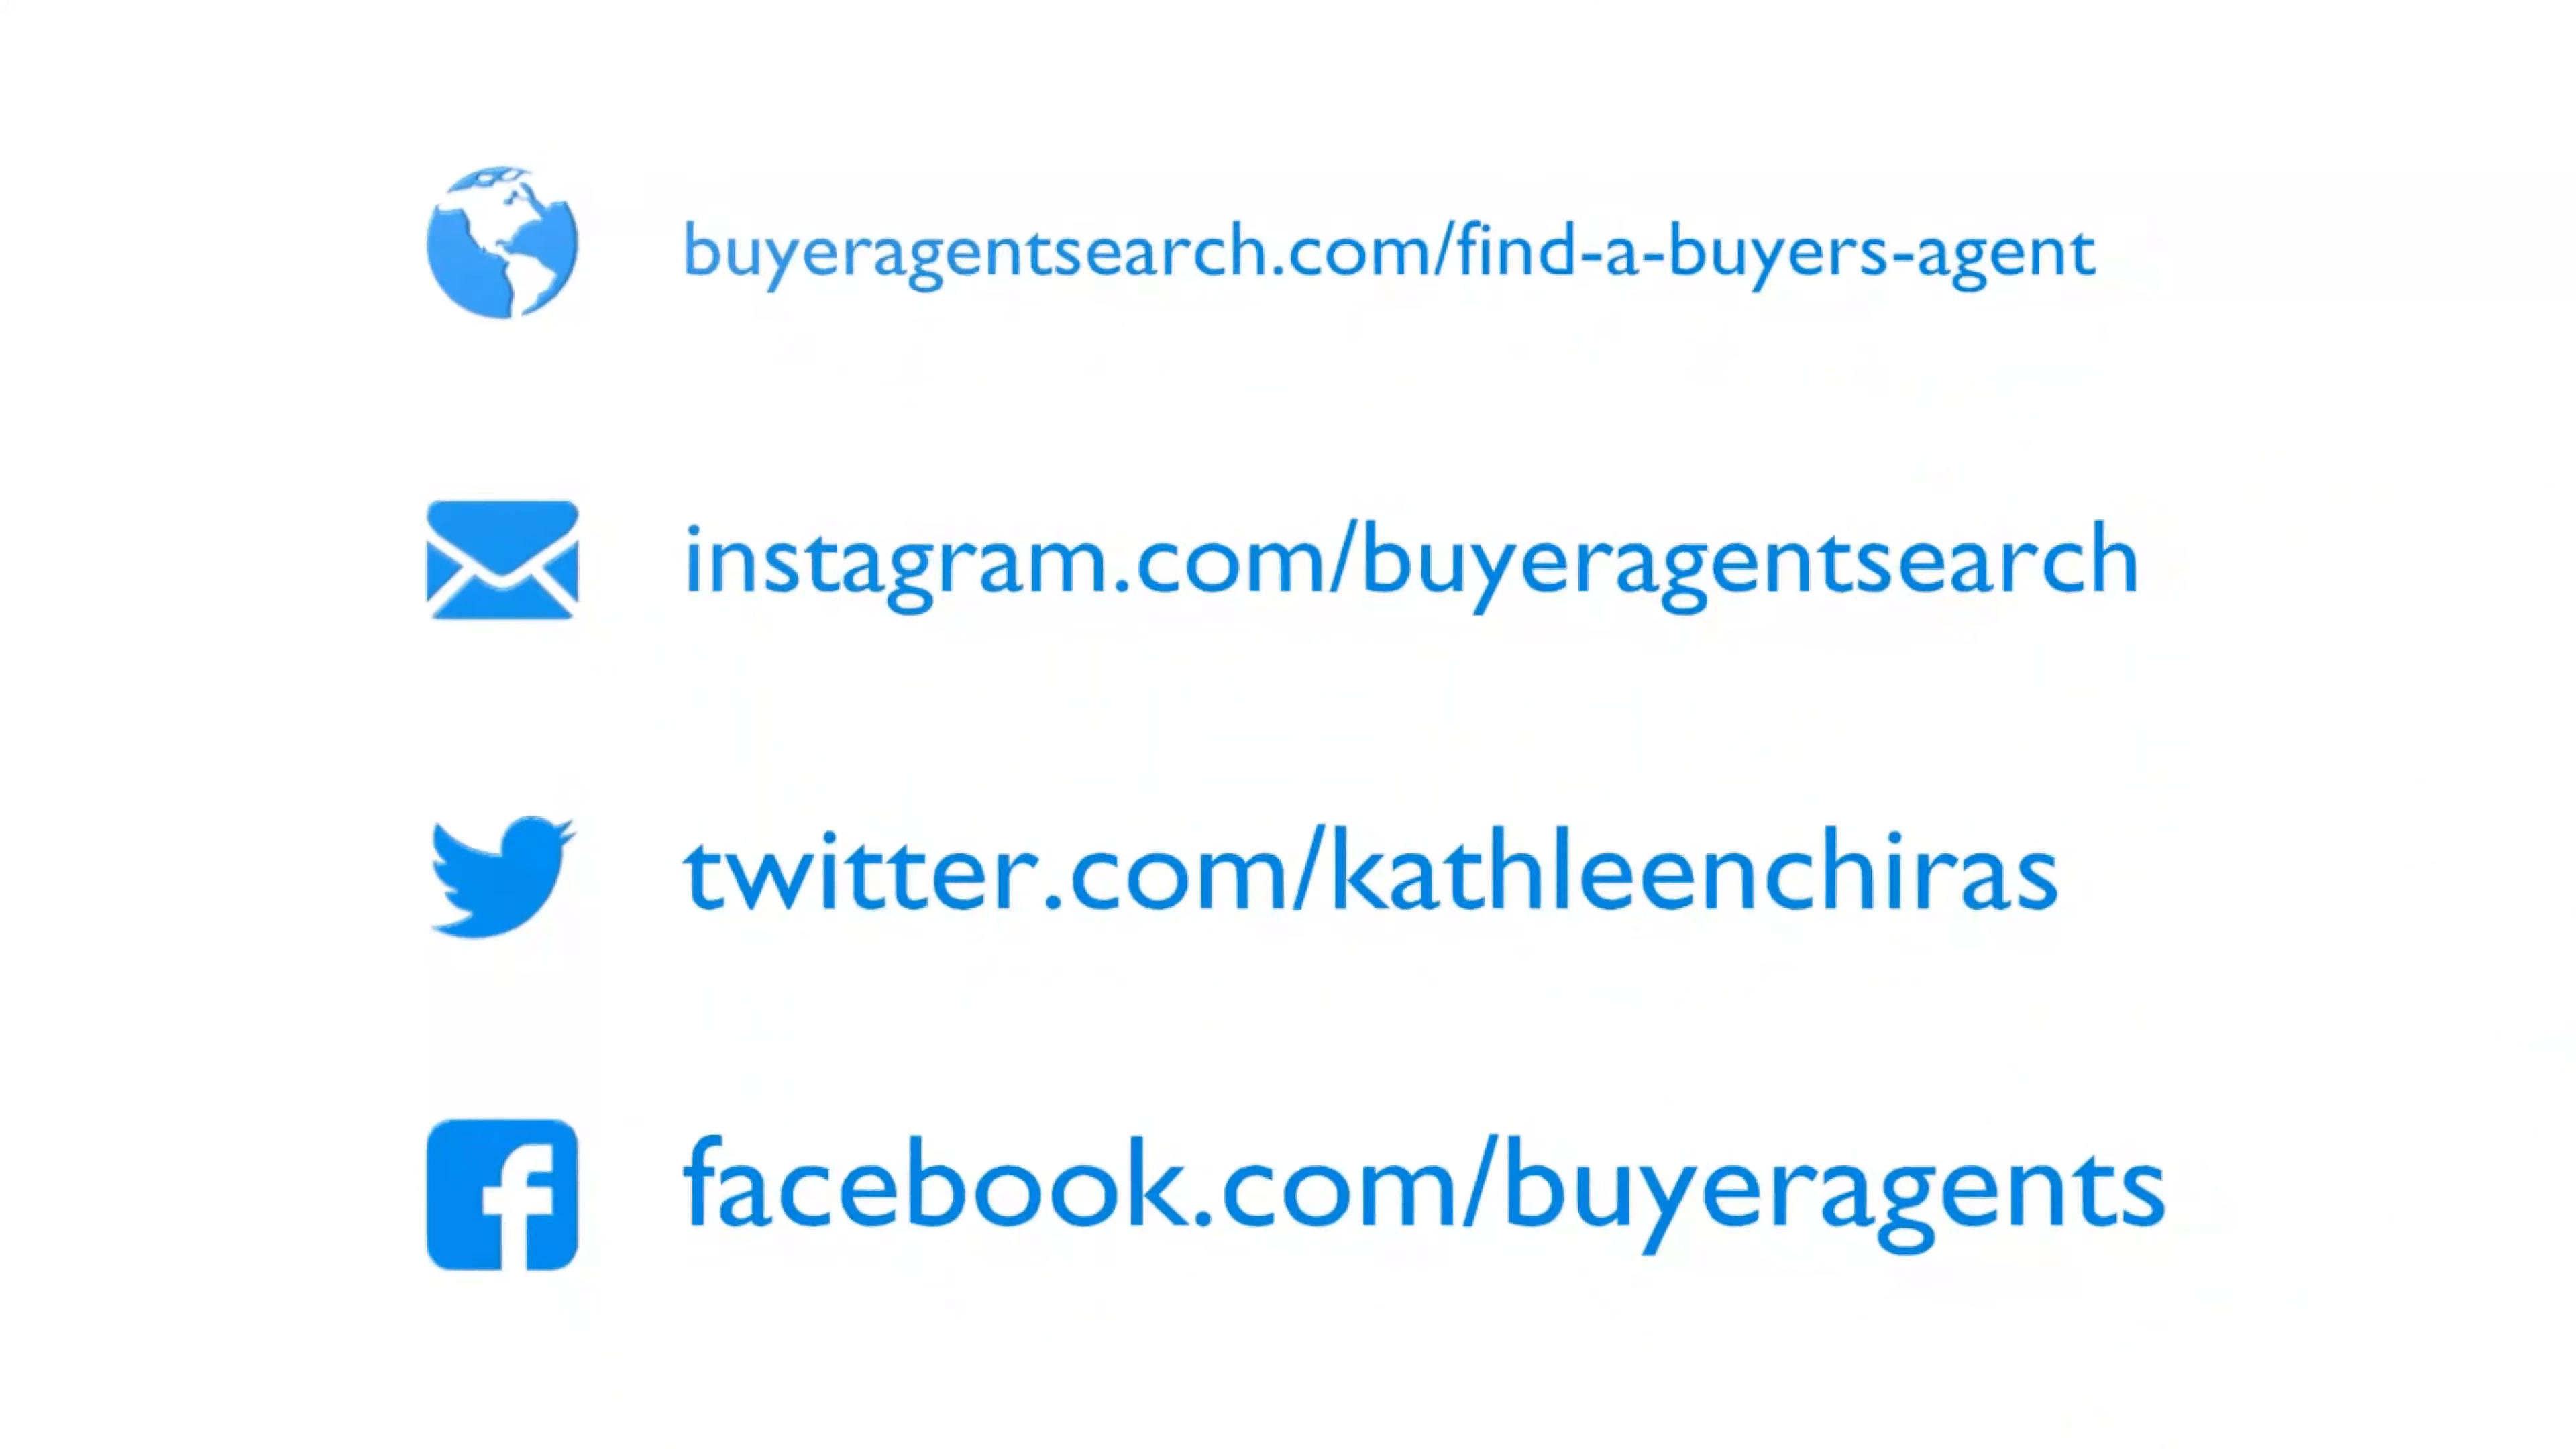 buyeragentsearch.com/find-a-buyers-agent
instagram.com/buyeragentsearch
twitter.com/kathleenchiras
facebook.com/buyeragents